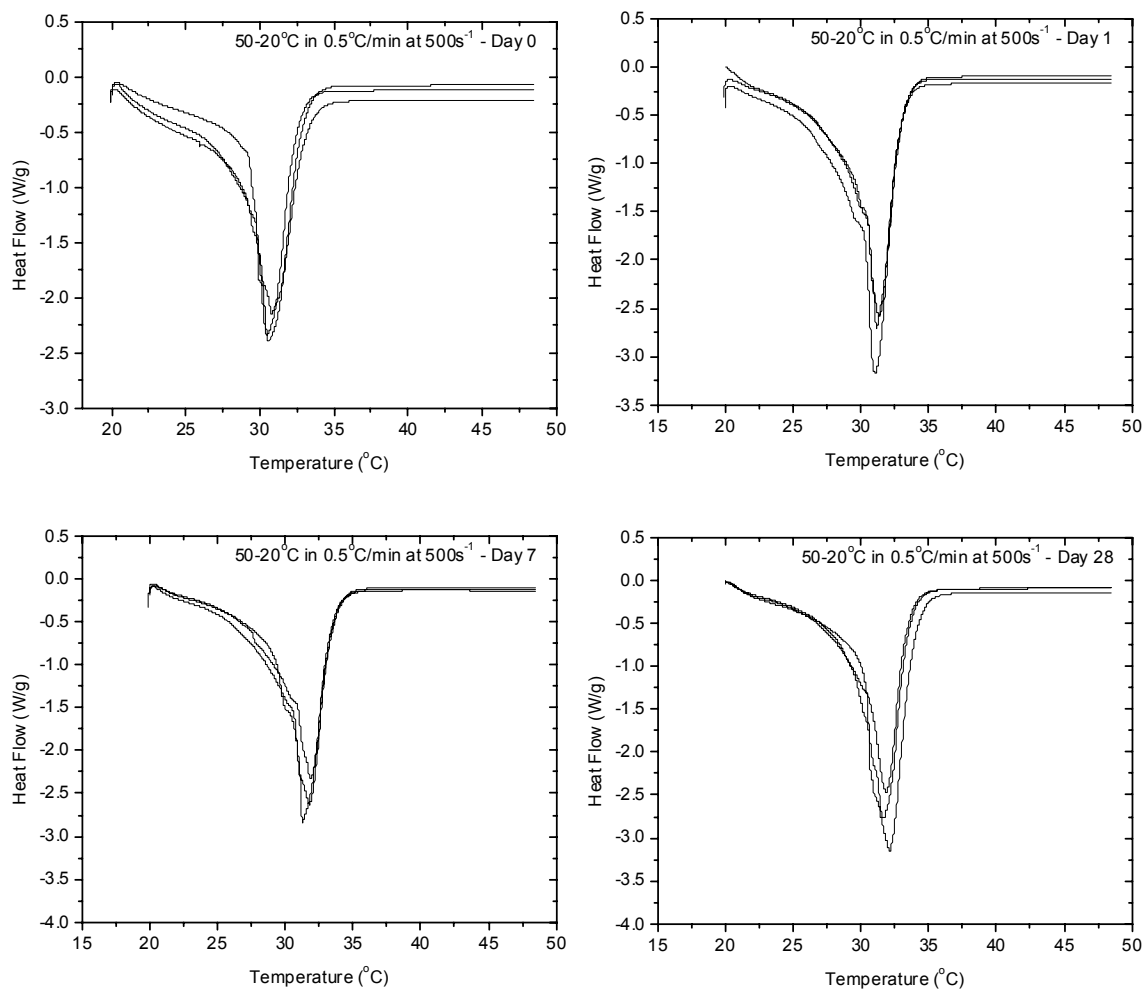 50-20°C in 0.5°C/min at 500s⁻¹ - Day 0
0.5
0.0
-0.5
-1.0
-1.5
-2.0
-2.5
-3.0
Heat Flow (W/g)
20 25 30 35 40 45 50
Temperature (°C)
50-20°C in 0.5°C/min at 500s⁻¹ - Day 1
0.5
0.0
-0.5
-1.0
-1.5
-2.0
-2.5
-3.0
-3.5
Heat Flow (W/g)
15 20 25 30 35 40 45 50
Temperature (°C)
50-20°C in 0.5°C/min at 500s⁻¹ - Day 7
0.5
0.0
-0.5
-1.0
-1.5
-2.0
-2.5
-3.0
-3.5
-4.0
Heat Flow (W/g)
15 20 25 30 35 40 45 50
Temperature (°C)
50-20°C in 0.5°C/min at 500s⁻¹ - Day 28
0.5
0.0
-0.5
-1.0
-1.5
-2.0
-2.5
-3.0
-3.5
-4.0
Heat Flow (W/g)
15 20 25 30 35 40 45 50
Temperature (°C)